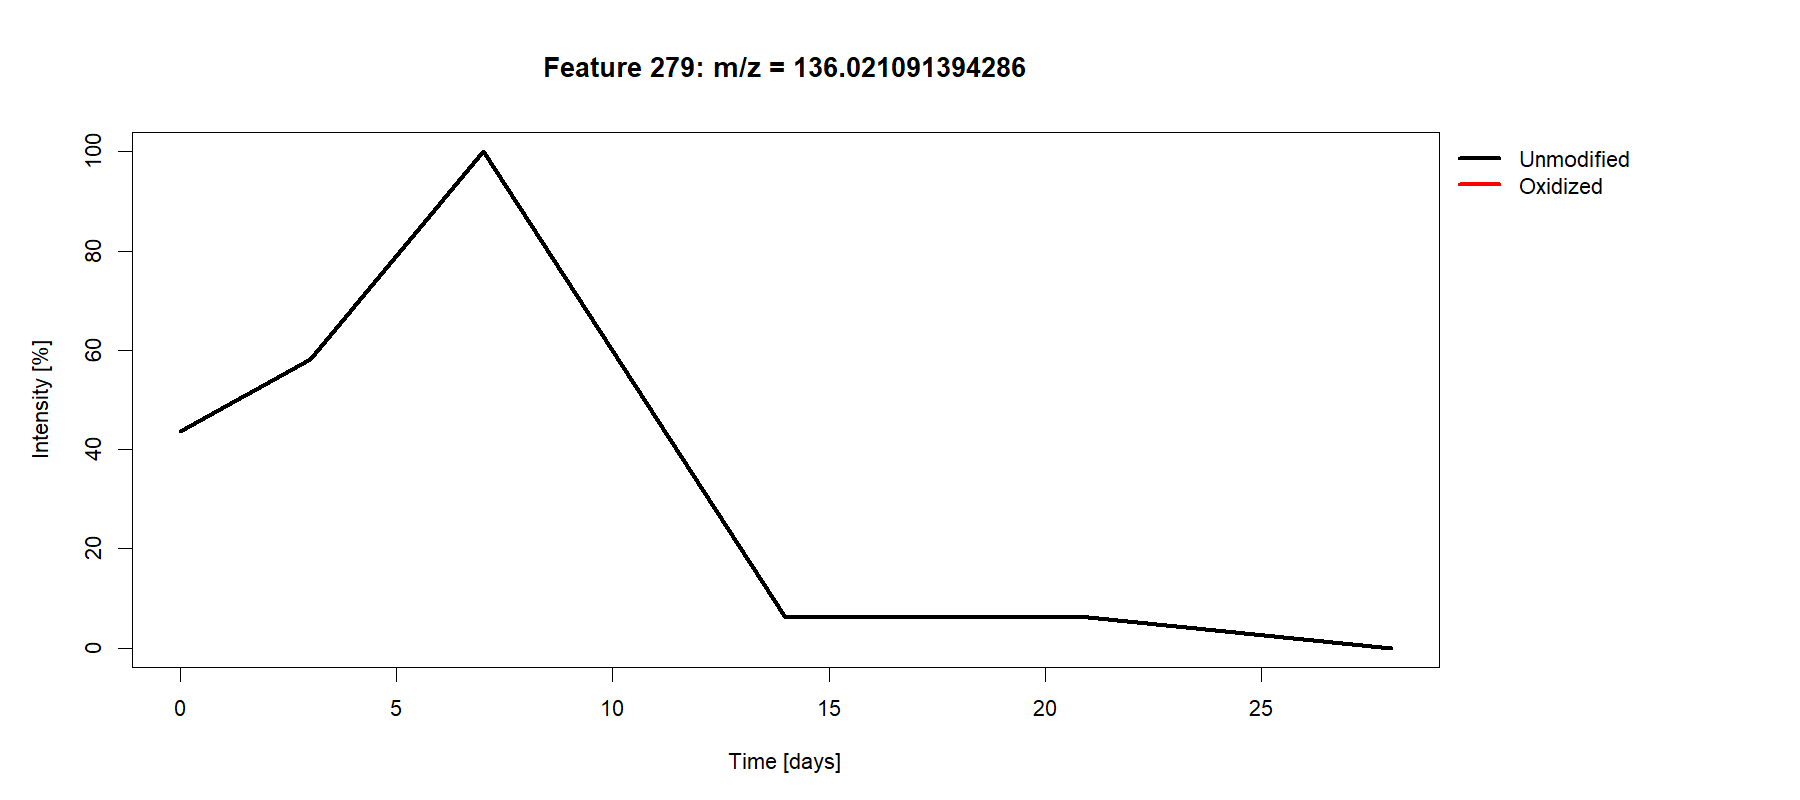 Feature 279: m/z = 136.021091394286
Unmodified
Oxidized
Intensity [%]
100
80
60
40
20
0
0 5 10 15 20 25
Time [days]